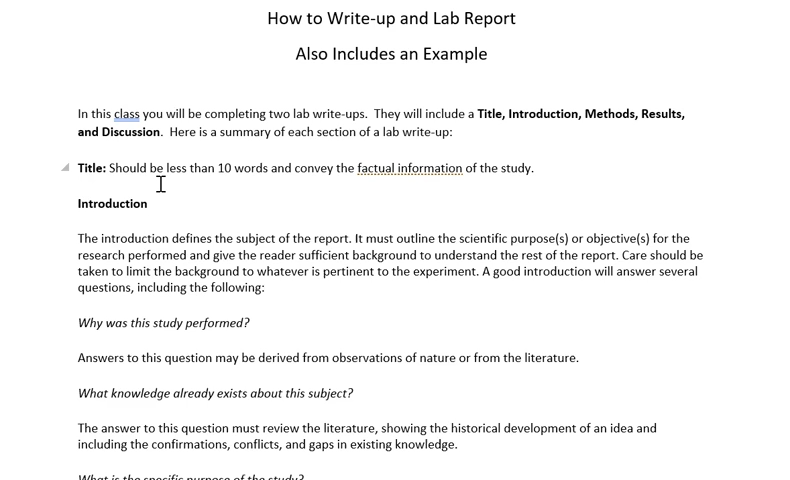 How to Write-up and Lab Report
Also Includes an Example
In this class you will be completing two lab write-ups.  They will include a Title, Introduction, Methods, Results,
and Discussion.  Here is a summary of each section of a lab write-up:
Title: Should be less than 10 words and convey the factual information of the study.
Introduction
The introduction defines the subject of the report. It must outline the scientific purpose(s) or objective(s) for the
research performed and give the reader sufficient background to understand the rest of the report. Care should be
taken to limit the background to whatever is pertinent to the experiment. A good introduction will answer several
questions, including the following:
Why was this study performed?
Answers to this question may be derived from observations of nature or from the literature.
What knowledge already exists about this subject?
The answer to this question must review the literature, showing the historical development of an idea and
including the confirmations, conflicts, and gaps in existing knowledge.
What is the specific purpose of the study?